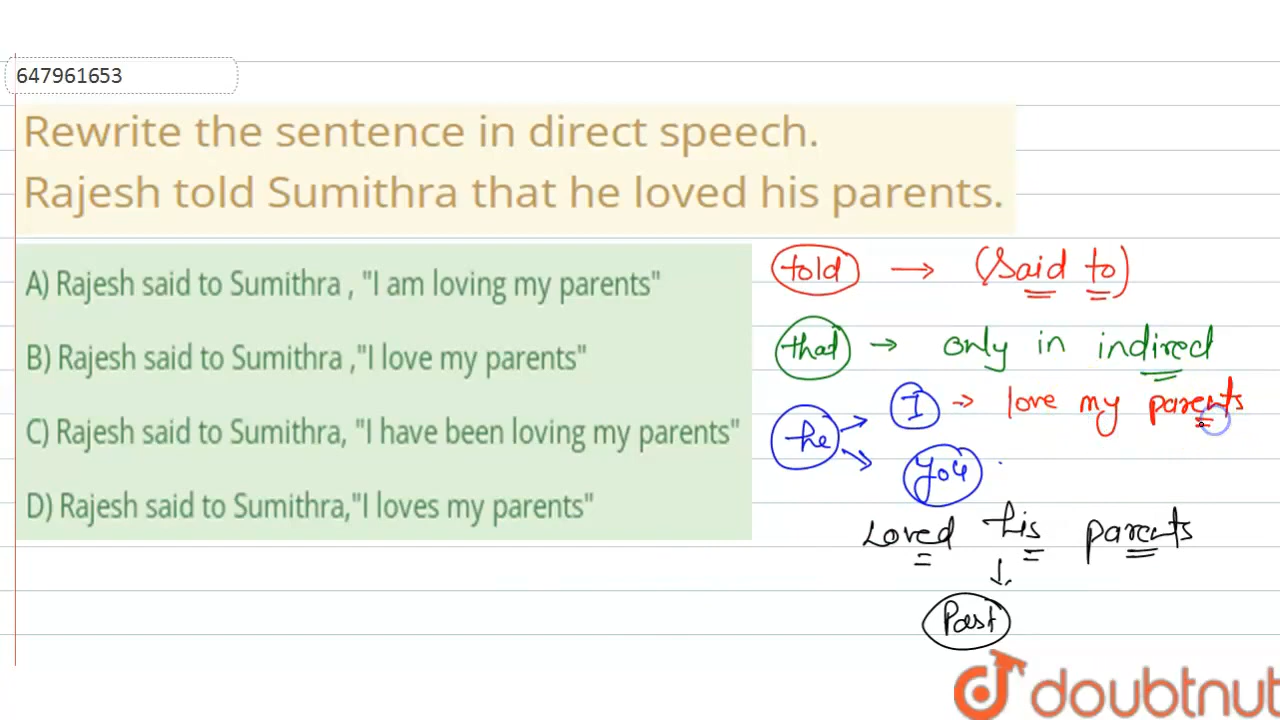 647961653
Rewrite the sentence in direct speech.
Rajesh told Sumithra that he loved his parents.
A) Rajesh said to Sumithra , "I am loving my parents"
B) Rajesh said to Sumithra ,"I love my parents"
C) Rajesh said to Sumithra, "I have been loving my parents"
D) Rajesh said to Sumithra,"I loves my parents"
told → (Said to)
that → only in indirect
he → I → love my parents
→ you
Loved his parents
↓
Past
doubtnut